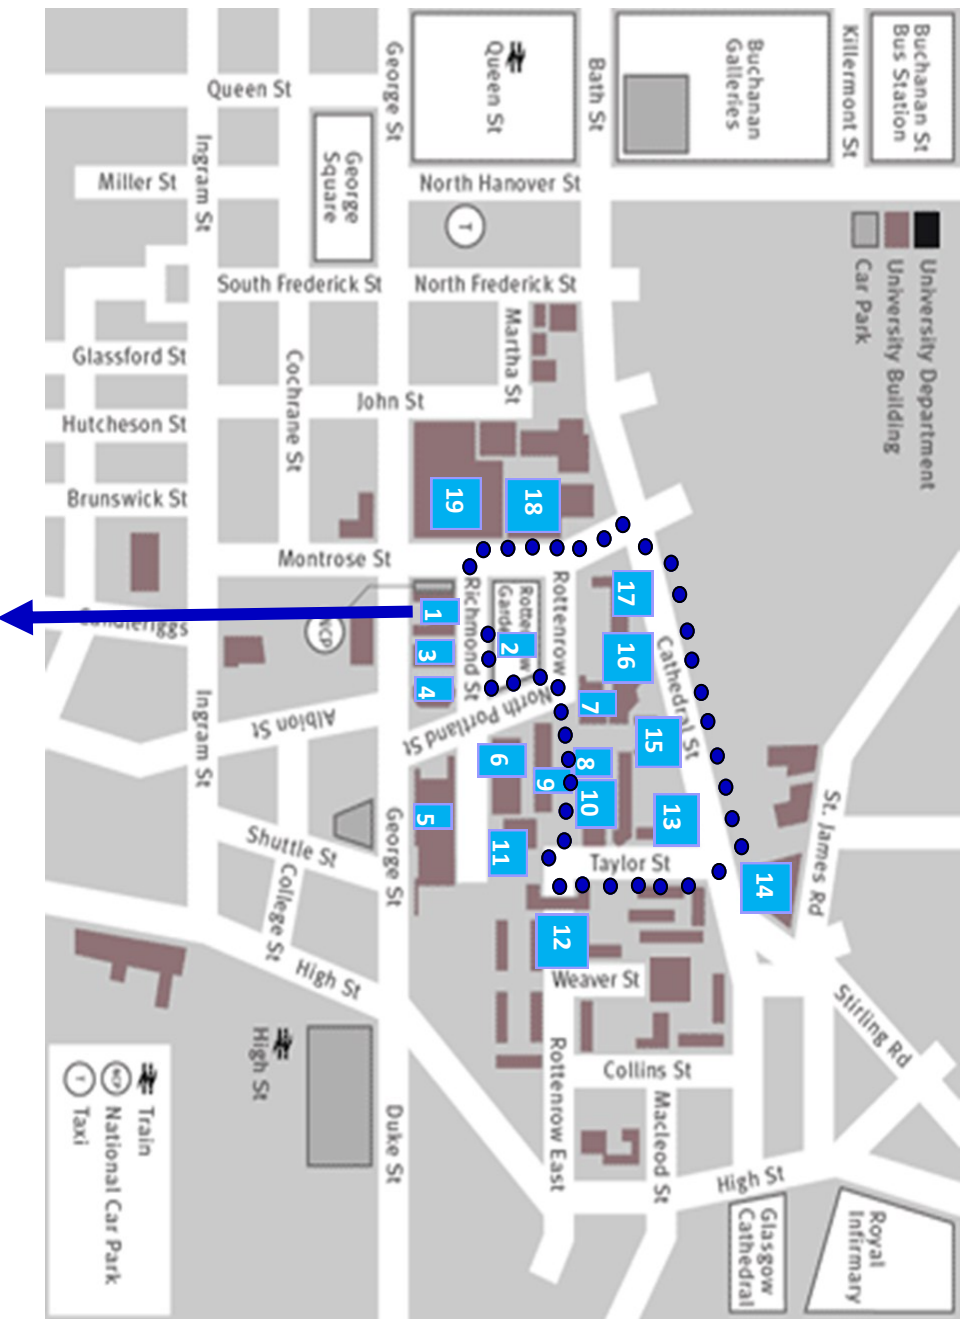 Queen St
George St
Queen St
Bath St
Buchanan
Galleries
Killermont St
Buchanan St
Bus Station
Ingram St
Miller St
George
Square
North Hanover St
T
University Department
University Building
Car Park
South Frederick St
North Frederick St
Martha St
Glassford St
Cochrane St
John St
Hutcheson St
Brunswick St
19
18
Montrose St
Richmond St
Rottenrow
Gardens
Rottenrow
17
1
2
3
4
16
Cathedral St
Candleriggs
NCP
7
North Portland St
Albion St
Ingram St
15
6
8
9
10
5
13
11
George St
Shuttle St
College St
Taylor St
14
St. James Rd
12
High St
Weaver St
Stirling Rd
High St
Rottenrow East
Collins St
Macleod St
Duke St
High St
Glasgow
Cathedral
Royal
Infirmary
Train
NCP National Car Park
T Taxi